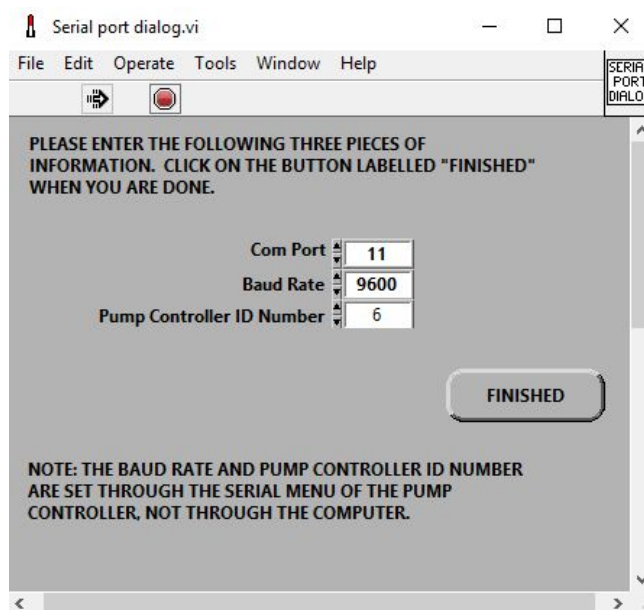 Serial port dialog.vi
File Edit Operate Tools Window Help
SERIA
PORT
DIALO
PLEASE ENTER THE FOLLOWING THREE PIECES OF
INFORMATION. CLICK ON THE BUTTON LABELLED "FINISHED"
WHEN YOU ARE DONE.
Com Port 11
Baud Rate 9600
Pump Controller ID Number 6
FINISHED
NOTE: THE BAUD RATE AND PUMP CONTROLLER ID NUMBER
ARE SET THROUGH THE SERIAL MENU OF THE PUMP
CONTROLLER, NOT THROUGH THE COMPUTER.